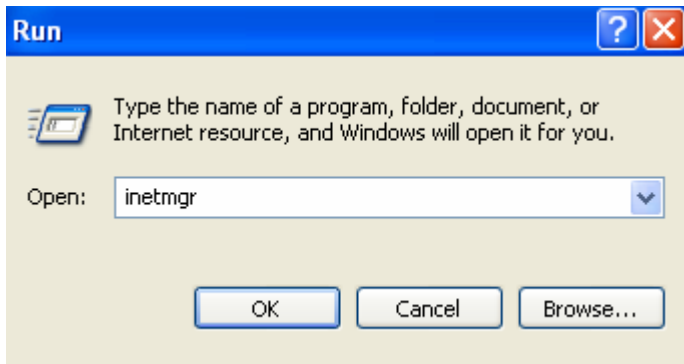 Run
Type the name of a program, folder, document, or
Internet resource, and Windows will open it for you.
Open: inetmgr
OK Cancel Browse...